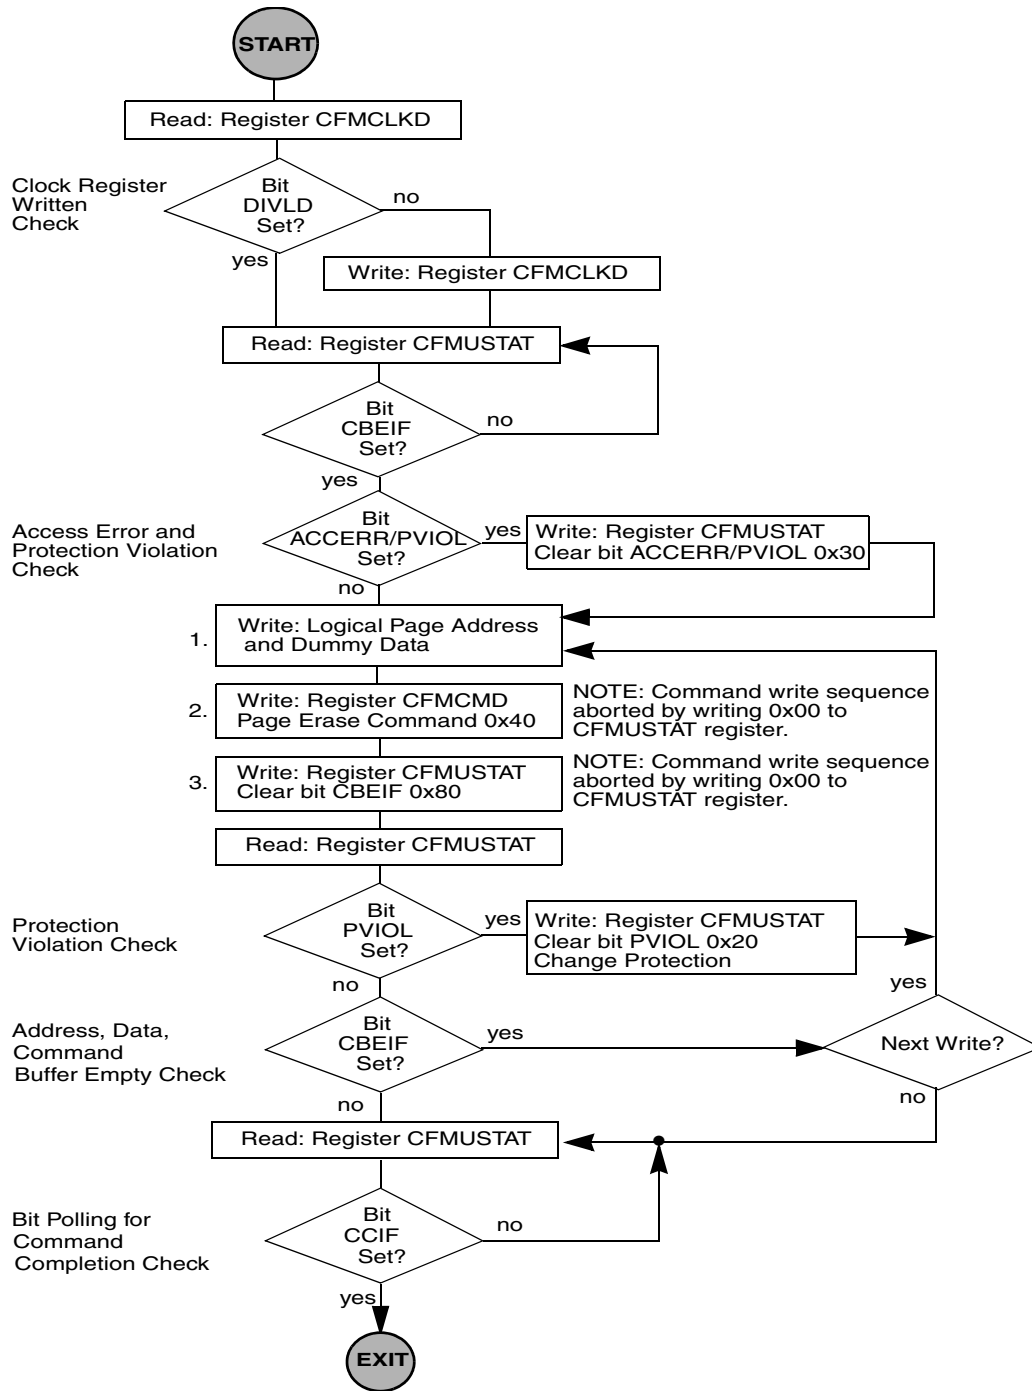 START
Read: Register CFMCLKD
Clock Register
Written
Check
Bit
DIVLD
Set?
no
yes
Write: Register CFMCLKD
Read: Register CFMUSTAT
Bit
CBEIF
Set?
no
yes
Access Error and
Protection Violation
Check
Bit
ACCERR/PVIOL
Set?
yes
Write: Register CFMUSTAT
Clear bit ACCERR/PVIOL 0x30
no
1.
Write: Logical Page Address
and Dummy Data
2.
Write: Register CFMCMD
Page Erase Command 0x40
NOTE: Command write sequence
aborted by writing 0x00 to
CFMUSTAT register.
3.
Write: Register CFMUSTAT
Clear bit CBEIF 0x80
NOTE: Command write sequence
aborted by writing 0x00 to
CFMUSTAT register.
Read: Register CFMUSTAT
Protection
Violation Check
Bit
PVIOL
Set?
yes
Write: Register CFMUSTAT
Clear bit PVIOL 0x20
Change Protection
no
yes
Address, Data,
Command
Buffer Empty Check
Bit
CBEIF
Set?
yes
Next Write?
no
no
Read: Register CFMUSTAT
Bit Polling for
Command
Completion Check
Bit
CCIF
Set?
no
yes
EXIT